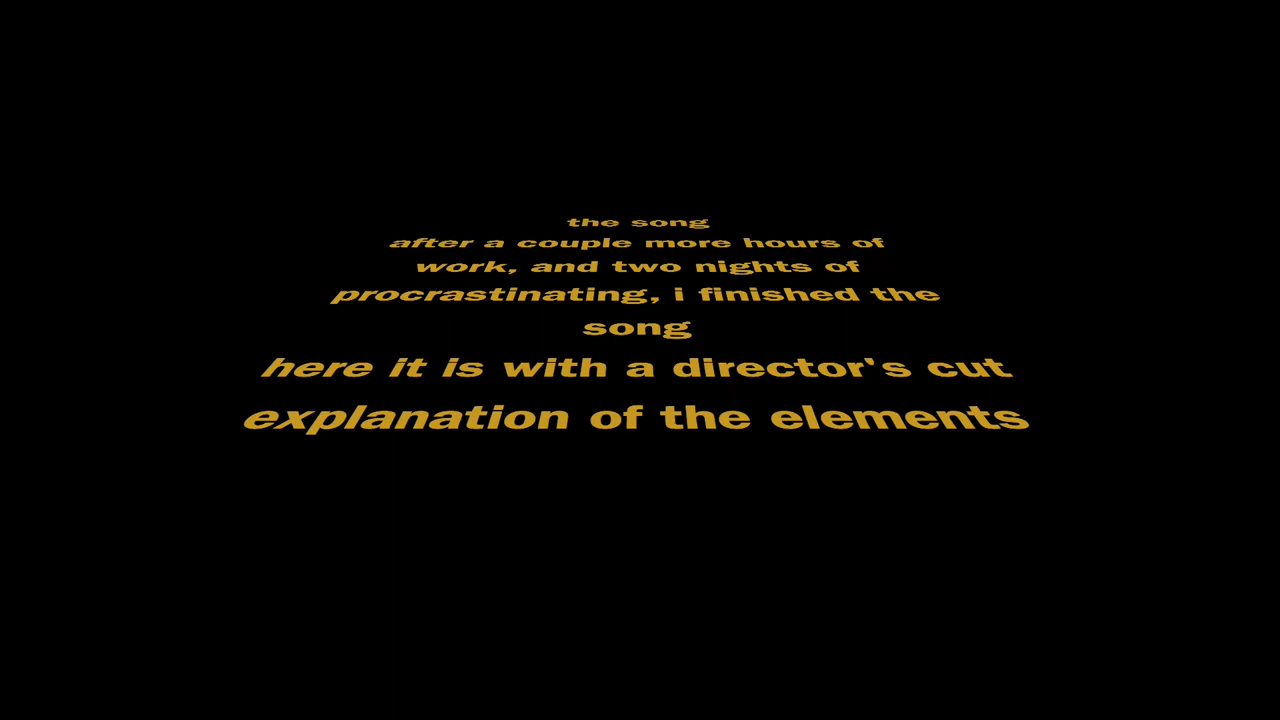 the song
after a couple more hours of
work, and two nights of
procrastinating, i finished the
song
here it is with a director's cut
explanation of the elements